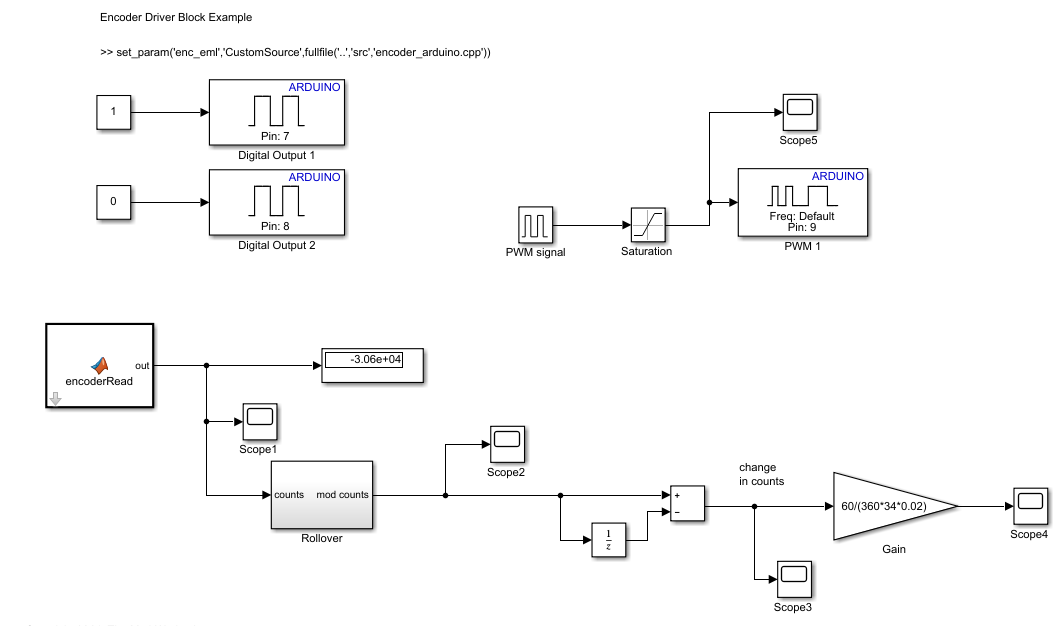 Encoder Driver Block Example
>> set_param('enc_eml','CustomSource',fullfile('..','src','encoder_arduino.cpp'))
1
ARDUINO
Pin: 7
Digital Output 1
0
ARDUINO
Pin: 8
Digital Output 2
Scope5
PWM signal
Saturation
ARDUINO
Freq: Default
Pin: 9
PWM 1
out
encoderRead
-3.06e+04
Scope1
counts
mod counts
Rollover
Scope2
+
−
1
z
change
in counts
60/(360*34*0.02)
Gain
Scope4
Scope3